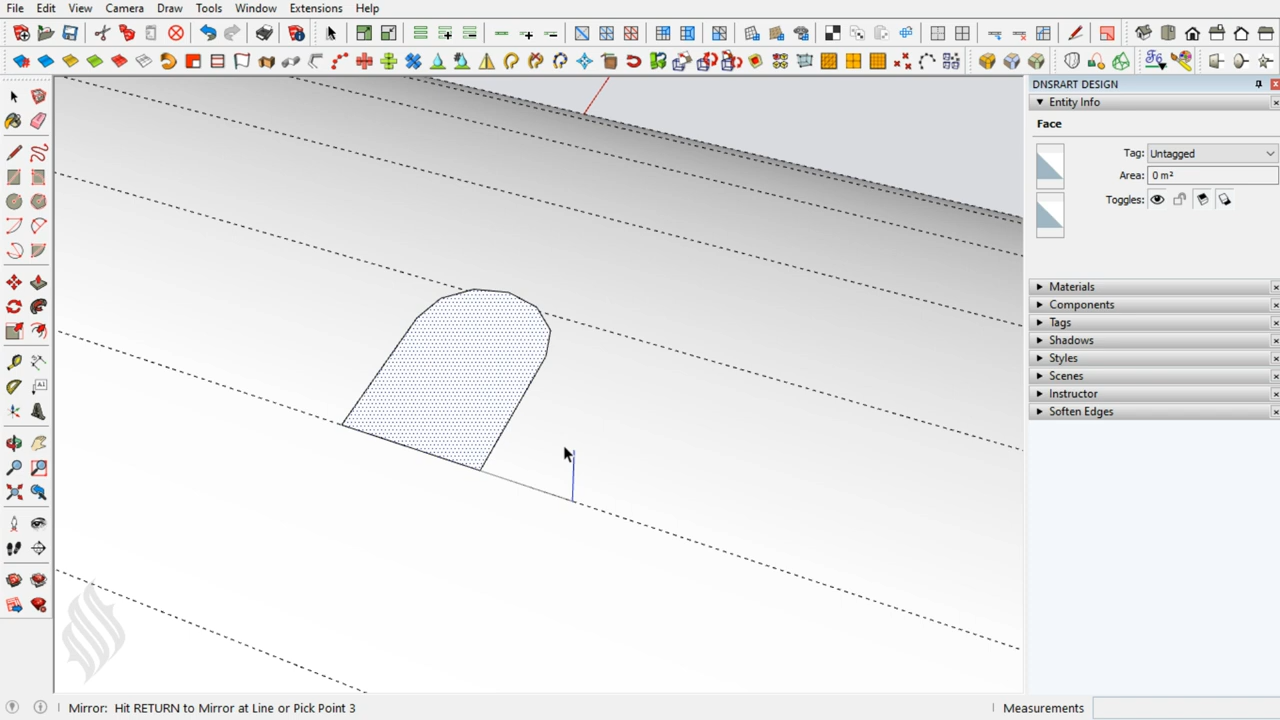 File Edit View Camera Draw Tools Window Extensions Help
DNSRART DESIGN
Entity Info
Face
Tag: Untagged
Area: 0 m²
Toggles:
Materials
Components
Tags
Shadows
Styles
Scenes
Instructor
Soften Edges
A1
Mirror: Hit RETURN to Mirror at Line or Pick Point 3
Measurements